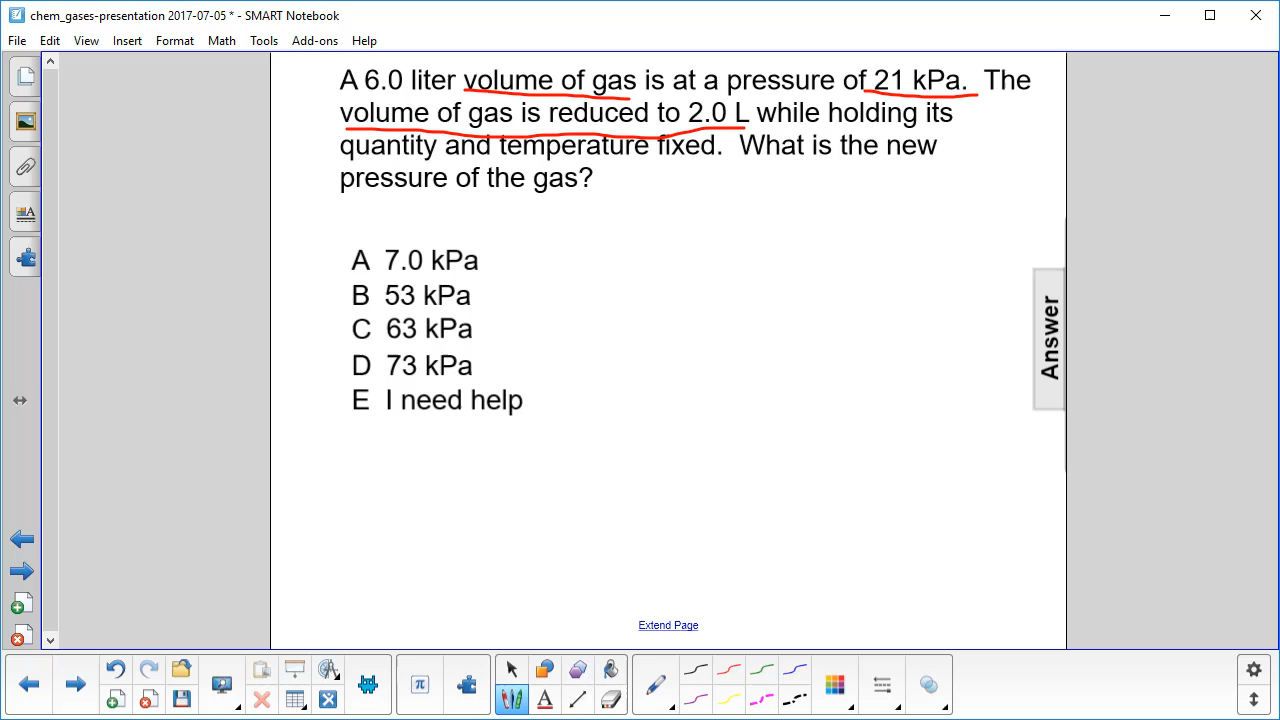 chem_gases-presentation 2017-07-05 * - SMART Notebook
File Edit View Insert Format Math Tools Add-ons Help
A 6.0 liter volume of gas is at a pressure of 21 kPa. The
volume of gas is reduced to 2.0 L while holding its
quantity and temperature fixed. What is the new
pressure of the gas?
A 7.0 kPa
B 53 kPa
C 63 kPa
D 73 kPa
E I need help
Answer
Extend Page